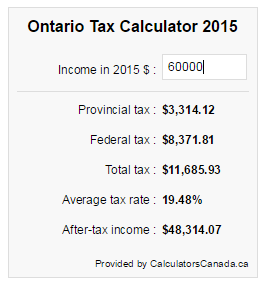 Ontario Tax Calculator 2015
Income in 2015 $ : 60000
Provincial tax : $3,314.12
Federal tax : $8,371.81
Total tax : $11,685.93
Average tax rate : 19.48%
After-tax income : $48,314.07
Provided by CalculatorsCanada.ca